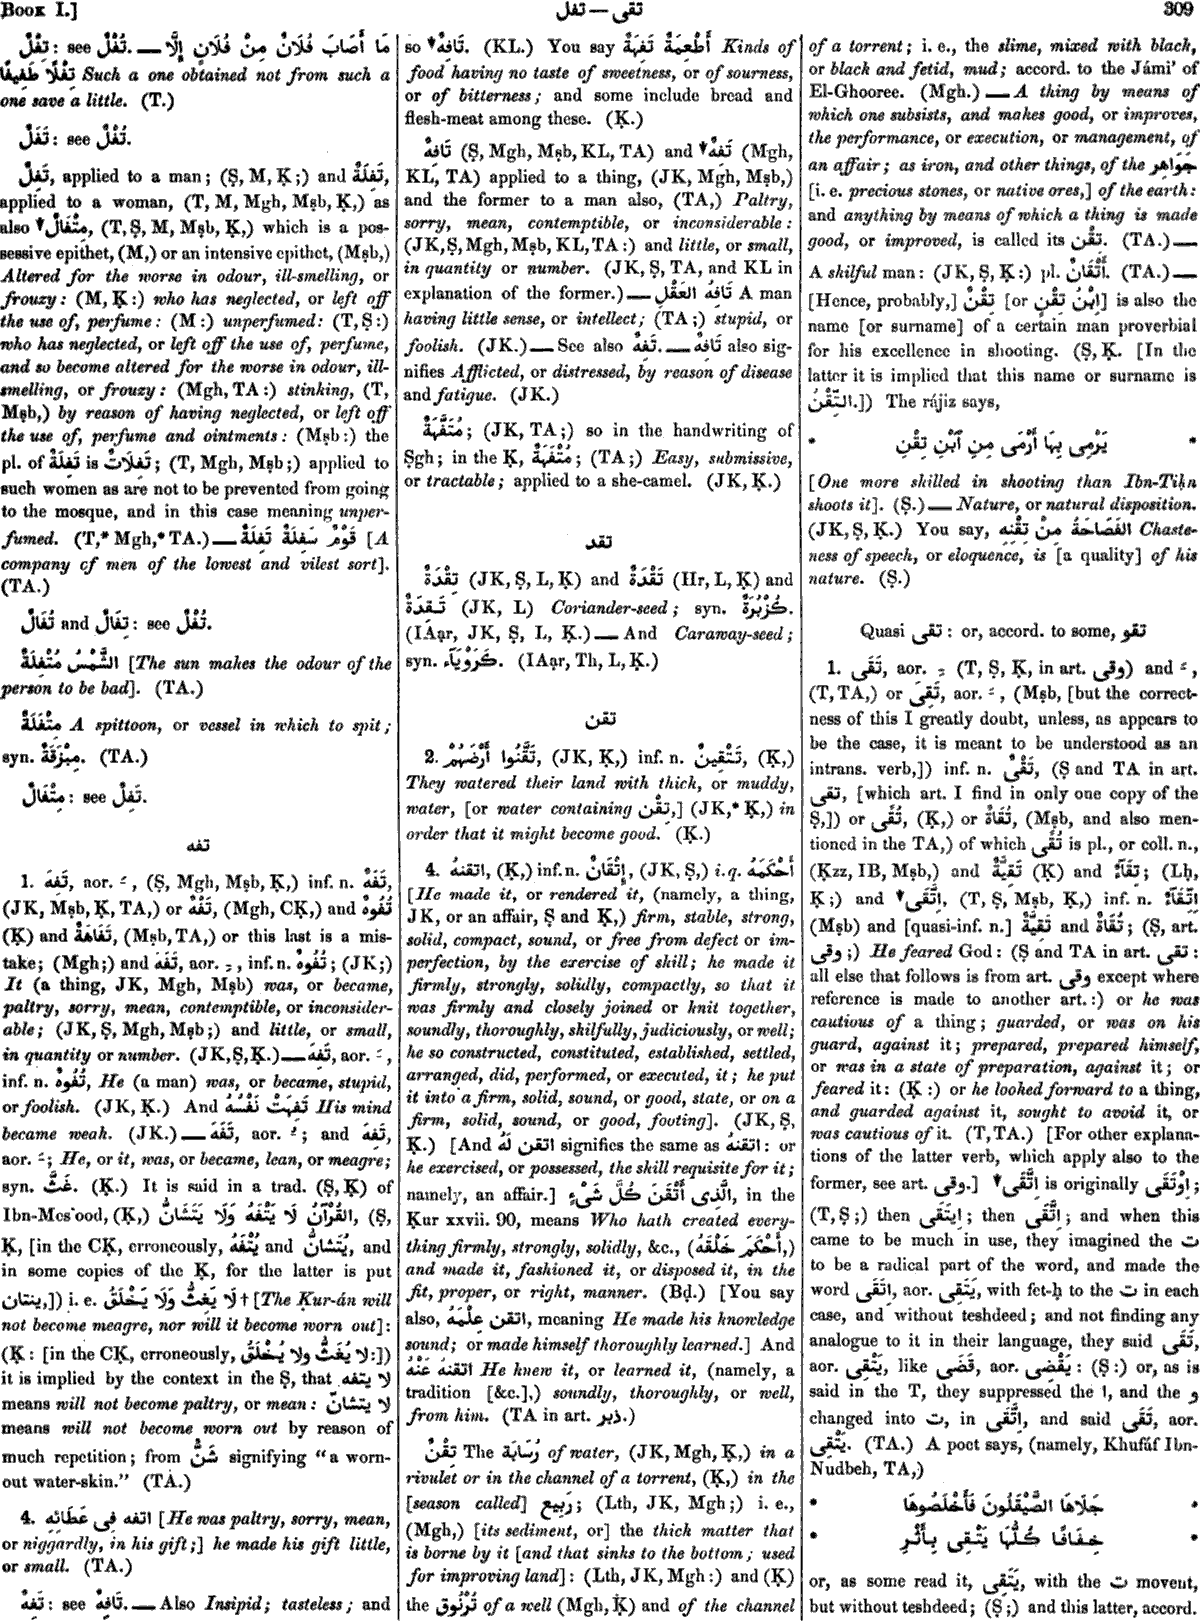 Book I.]
تقى — تفل
309
تِفْلٌ: see تُفْلٌ. ― مَا أَصَابَ فُلَانٌ مِنْ فُلَانٍ إِلَّا
تِفْلًا طَفِيفًا Such a one obtained not from such a
one save a little. (T.)
تَفَلٌ: see تُفْلٌ.
تَفِلٌ, applied to a man; (Ṣ, M, Ḳ;) and تَفِلَةٌ,
applied to a woman, (T, M, Mgh, Mṣb, Ḳ,) as
also ▼مِتْفَالٌ, (T, Ṣ, M, Mṣb, Ḳ,) which is a pos-
sessive epithet, (M,) or an intensive epithet, (Mṣb,)
Altered for the worse in odour, ill-smelling, or
frouzy: (M, Ḳ:) who has neglected, or left off
the use of, perfume: (M:) unperfumed: (T, Ṣ:)
who has neglected, or left off the use of, perfume,
and so become altered for the worse in odour, ill-
smelling, or frouzy: (Mgh, TA:) stinking, (T,
Mṣb,) by reason of having neglected, or left off
the use of, perfume and ointments: (Mṣb:) the
pl. of تَفِلَةٌ is تَفِلَاتٌ; (T, Mgh, Mṣb;) applied to
such women as are not to be prevented from going
to the mosque, and in this case meaning unper-
fumed. (T,* Mgh,* TA.) ― قَوْمٌ سَفِلَةٌ تَفِلَةٌ [A
company of men of the lowest and vilest sort].
(TA.)
تُفَالٌ and تِفَالٌ: see تُفْلٌ.
الشَّمْسُ مُتْفِلَةٌ [The sun makes the odour of the
person to be bad]. (TA.)
مِتْفَلَةٌ A spittoon, or vessel in which to spit;
syn. مِبْزَقَةٌ. (TA.)
مِتْفَالٌ: see تَفِلٌ.
تفه
1. تَفِهَ, aor. ـَ, (Ṣ, Mgh, Mṣb, Ḳ,) inf. n. تَفَهٌ,
(JK, Mṣb, Ḳ, TA,) or تَفْهٌ, (Mgh, CḲ,) and تُفُوهٌ
(Ḳ) and تَفَاهَةٌ, (Mṣb, TA,) or this last is a mis-
take; (Mgh;) and تَفَهَ, aor. ـِ, inf. n. تُفُوهٌ; (JK;)
It (a thing, JK, Mgh, Mṣb) was, or became,
paltry, sorry, mean, contemptible, or inconsider-
able; (JK, Ṣ, Mgh, Mṣb;) and little, or small,
in quantity or number. (JK, Ṣ, Ḳ.) ― تَفِهَ, aor. ـَ,
inf. n. تُفُوهٌ, He (a man) was, or became, stupid,
or foolish. (JK, Ḳ.) And تَفِهَتْ نَفْسُهُ His mind
became weak. (JK.) ― تَفَهَ, aor. ـُ; and تَفِهَ,
aor. ـَ; He, or it, was, or became, lean, or meagre;
syn. غَثَّ. (Ḳ.) It is said in a trad. (Ṣ, Ḳ) of
Ibn-Mes'ood, (Ḳ,) القُرْآنُ لَا يَتْفَهُ وَلَا يَتَشَانُّ, (Ṣ,
Ḳ, [in the CḲ, erroneously, يُتْفَهُ and يُتَشانُّ, and
in some copies of the Ḳ, for the latter is put
ينتان,]) i. e. لَا يَغِثُّ وَلَا يَخْلَقُ † [The Ḳur-án will
not become meagre, nor will it become worn out]:
(Ḳ: [in the CḲ, erroneously, لا يَغَثُّ ولا يُخْلَقُ:])
it is implied by the context in the Ṣ, that لا يتفه
means will not become paltry, or mean: لا يتشانّ
means will not become worn out by reason of
much repetition; from شَنٌّ signifying "a worn-
out water-skin." (TA.)
4. اتفه فِى عَطَائِهِ [He was paltry, sorry, mean,
or niggardly, in his gift;] he made his gift little,
or small. (TA.)
تَفِهٌ: see تَافِهٌ. ― Also Insipid; tasteless; and
so ▼تَافِهٌ. (KL.) You say أَطْعِمَةٌ تَفِهَةٌ Kinds of
food having no taste of sweetness, or of sourness,
or of bitterness; and some include bread and
flesh-meat among these. (Ḳ.)
تَافِهٌ (Ṣ, Mgh, Mṣb, KL, TA) and ▼تَفِهٌ (Mgh,
KL, TA) applied to a thing, (JK, Mgh, Mṣb,)
and the former to a man also, (TA,) Paltry,
sorry, mean, contemptible, or inconsiderable:
(JK, Ṣ, Mgh, Mṣb, KL, TA:) and little, or small,
in quantity or number. (JK, Ṣ, TA, and KL in
explanation of the former.) ― تَافِهُ العَقْلِ A man
having little sense, or intellect; (TA;) stupid, or
foolish. (JK.) ― See also تَفِهٌ. ― تَافِهٌ also sig-
nifies Afflicted, or distressed, by reason of disease
and fatigue. (JK.)
مُتَفَّهَةٌ; (JK, TA;) so in the handwriting of
Ṣgh; in the Ḳ, مُتْفَهَةٌ; (TA;) Easy, submissive,
or tractable; applied to a she-camel. (JK, Ḳ.)
تقد
تِقْدَةٌ (JK, Ṣ, L, Ḳ) and تَقْدَةٌ (Hr, L, Ḳ) and
تَقِدَةٌ (JK, L) Coriander-seed; syn. كُزْبُرَةٌ.
(IAạr, JK, Ṣ, L, Ḳ.) ― And Caraway-seed;
syn. كَرَوْيَآء. (IAạr, Th, L, Ḳ.)
تقن
2. تَقَّنُوا أَرْضَهُمْ, (JK, Ḳ,) inf. n. تَتْقِينٌ, (Ḳ,)
They watered their land with thick, or muddy,
water, [or water containing تِقْن,] (JK,* Ḳ,) in
order that it might become good. (Ḳ.)
4. اتقنهُ, (Ḳ,) inf. n. إِتْقَانٌ, (JK, Ṣ,) i. q. أَحْكَمَهُ
[He made it, or rendered it, (namely, a thing,
JK, or an affair, Ṣ and Ḳ,) firm, stable, strong,
solid, compact, sound, or free from defect or im-
perfection, by the exercise of skill; he made it
firmly, strongly, solidly, compactly, so that it
was firmly and closely joined or knit together,
soundly, thoroughly, skilfully, judiciously, or well;
he so constructed, constituted, established, settled,
arranged, did, performed, or executed, it; he put
it into a firm, solid, sound, or good, state, or on a
firm, solid, sound, or good, footing]. (JK, Ṣ,
Ḳ.) [And اتقن لَهُ signifies the same as اتقنهُ: or
he exercised, or possessed, the skill requisite for it;
namely, an affair.] الَّذِى أَتْقَنَ كُلَّ شَىْءٍ, in the
Ḳur xxvii. 90, means Who hath created every-
thing firmly, strongly, solidly, &c., (أَحْكَمَ خَلْقَهُ,)
and made it, fashioned it, or disposed it, in the
fit, proper, or right, manner. (Bḍ.) [You say
also, اتقن عِلْمَهُ, meaning He made his knowledge
sound; or made himself thoroughly learned.] And
اتقنهُ عَنْهُ He knew it, or learned it, (namely, a
tradition [&c.],) soundly, thoroughly, or well,
from him. (TA in art. ذبر.)
تِقْنٌ The رُسَابَة of water, (JK, Mgh, Ḳ,) in a
rivulet or in the channel of a torrent, (Ḳ,) in the
[season called] رَبِيع; (Lth, JK, Mgh;) i. e.,
(Mgh,) [its sediment, or] the thick matter that
is borne by it [and that sinks to the bottom; used
for improving land]: (Lth, JK, Mgh:) and (Ḳ)
the تُرْنُوق of a well (Mgh, Ḳ) and of the channel
of a torrent; i. e., the slime, mixed with black,
or black and fetid, mud; accord. to the Jámi' of
El-Ghooree. (Mgh.) ― A thing by means of
which one subsists, and makes good, or improves,
the performance, or execution, or management, of
an affair; as iron, and other things, of the جَوَاهِر
[i. e. precious stones, or native ores,] of the earth:
and anything by means of which a thing is made
good, or improved, is called its تِقْن. (TA.) ―
A skilful man: (JK, Ṣ, Ḳ:) pl. أَتْقَانٌ. (TA.) ―
[Hence, probably,] تِقْنٌ [or اِبْنُ تِقْنٍ] is also the
name [or surname] of a certain man proverbial
for his excellence in shooting. (Ṣ, Ḳ. [In the
latter it is implied that this name or surname is
التِّقْنُ.]) The rájiz says,
* يَرْمِى بِهَا أَرْمَى مِنِ ٱبْنِ تِقْنِ *
[One more skilled in shooting than Ibn-Tiḳn
shoots it]. (Ṣ.) ― Nature, or natural disposition.
(JK, Ṣ, Ḳ.) You say, الفَصَاحَةُ مِنْ تِقْنِهِ Chaste-
ness of speech, or eloquence, is [a quality] of his
nature. (Ṣ.)
Quasi تقى: or, accord. to some, تقو
1. تَقَى, aor. ـِ (T, Ṣ, Ḳ, in art. وقى) and ـَ,
(T, TA,) or تَقِىَ, aor. ـَ, (Mṣb, [but the correct-
ness of this I greatly doubt, unless, as appears to
be the case, it is meant to be understood as an
intrans. verb,]) inf. n. تَقْىٌ, (Ṣ and TA in art.
تقى, [which art. I find in only one copy of the
Ṣ,]) or تُقًى, (Ḳ,) or تُقَاةٌ, (Mṣb, and also men-
tioned in the TA,) of which تُقًى is pl., or coll. n.,
(Ḳzz, IB, Mṣb,) and تَقِيَّةٌ (Ḳ) and تِقَآءٌ; (Lḥ,
Ḳ;) and ▼اِتَّقَى, (T, Ṣ, Mṣb, Ḳ,) inf. n. اِتِّقَآءٌ
(Mṣb) and [quasi-inf. n.] تَقِيَّةٌ and تُقَاةٌ; (Ṣ, art.
وقى;) He feared God: (Ṣ and TA in art. تقى:
all else that follows is from art. وقى except where
reference is made to another art.:) or he was
cautious of a thing; guarded, or was on his
guard, against it; prepared, prepared himself,
or was in a state of preparation, against it; or
feared it: (Ḳ:) or he looked forward to a thing,
and guarded against it, sought to avoid it, or
was cautious of it. (T, TA.) [For other explana-
tions of the latter verb, which apply also to the
former, see art. وقى.] ▼اِتَّقَى is originally اِوْتَقَى;
(T, Ṣ;) then اِيتَقَى; then اِتَّقَى; and when this
came to be much in use, they imagined the ت
to be a radical part of the word, and made the
word اِتَقَى, aor. يَتَقِى, with fet-ḥ to the ت in each
case, and without teshdeed; and not finding any
analogue to it in their language, they said تَقَى,
aor. يَتْقِى, like قَضَى, aor. يَقْضِى: (Ṣ:) or, as is
said in the T, they suppressed the ا, and the و
changed into ت, in اِتَّقَى, and said تَقَى, aor.
يَتْقِى. (TA.) A poet says, (namely, Khufáf Ibn-
Nudbeh, TA,)
* جَلَاهَا الصَّيْقَلُونَ فَأَخْلَصُوهَا *
* خِفَافًا كُلُّهَا يَتْقِى بِأَثْرِ *
or, as some read it, يَتَقِى, with the ت movent,
but without teshdeed; (Ṣ;) and this latter, accord.